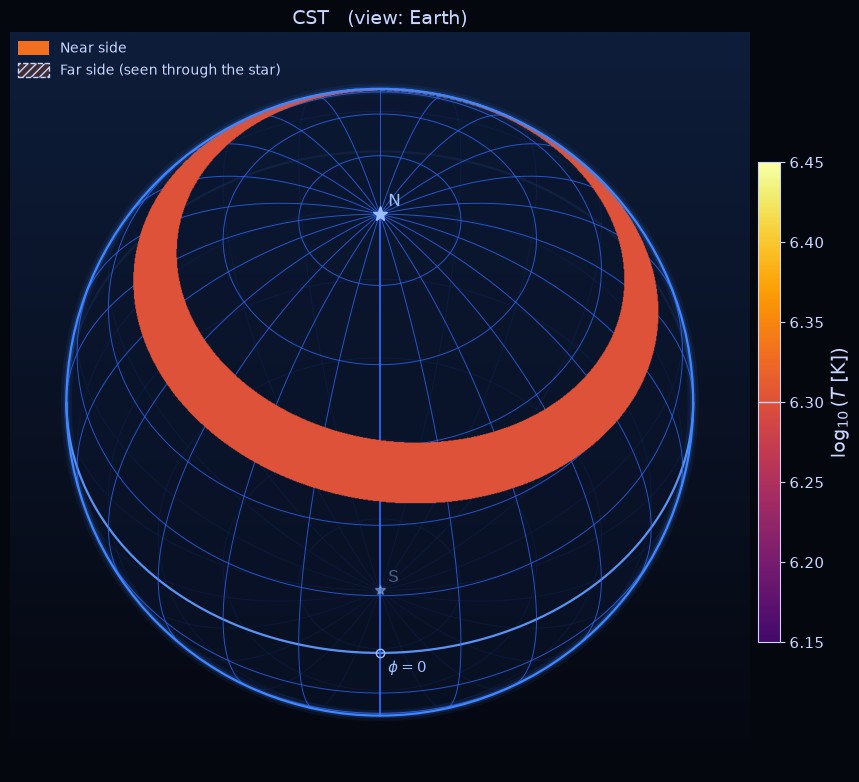 CST (view: Earth)
Near side
Far side (seen through the star)
N
S
ϕ = 0
6.45
6.40
6.35
6.30
6.25
6.20
6.15
log₁₀(T [K])